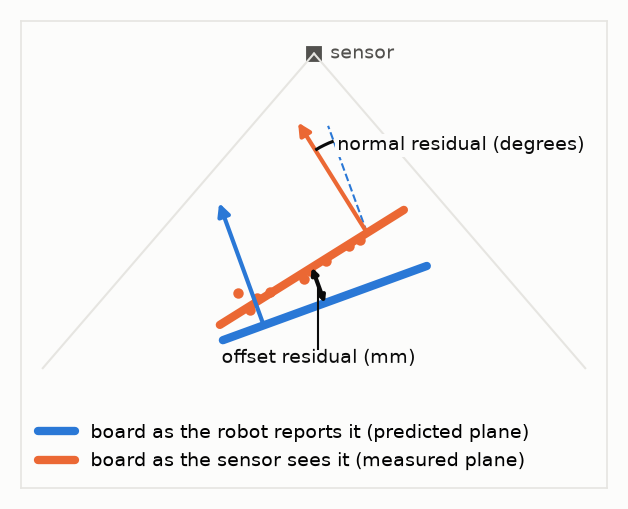 sensor
normal residual (degrees)
offset residual (mm)
board as the robot reports it (predicted plane)
board as the sensor sees it (measured plane)